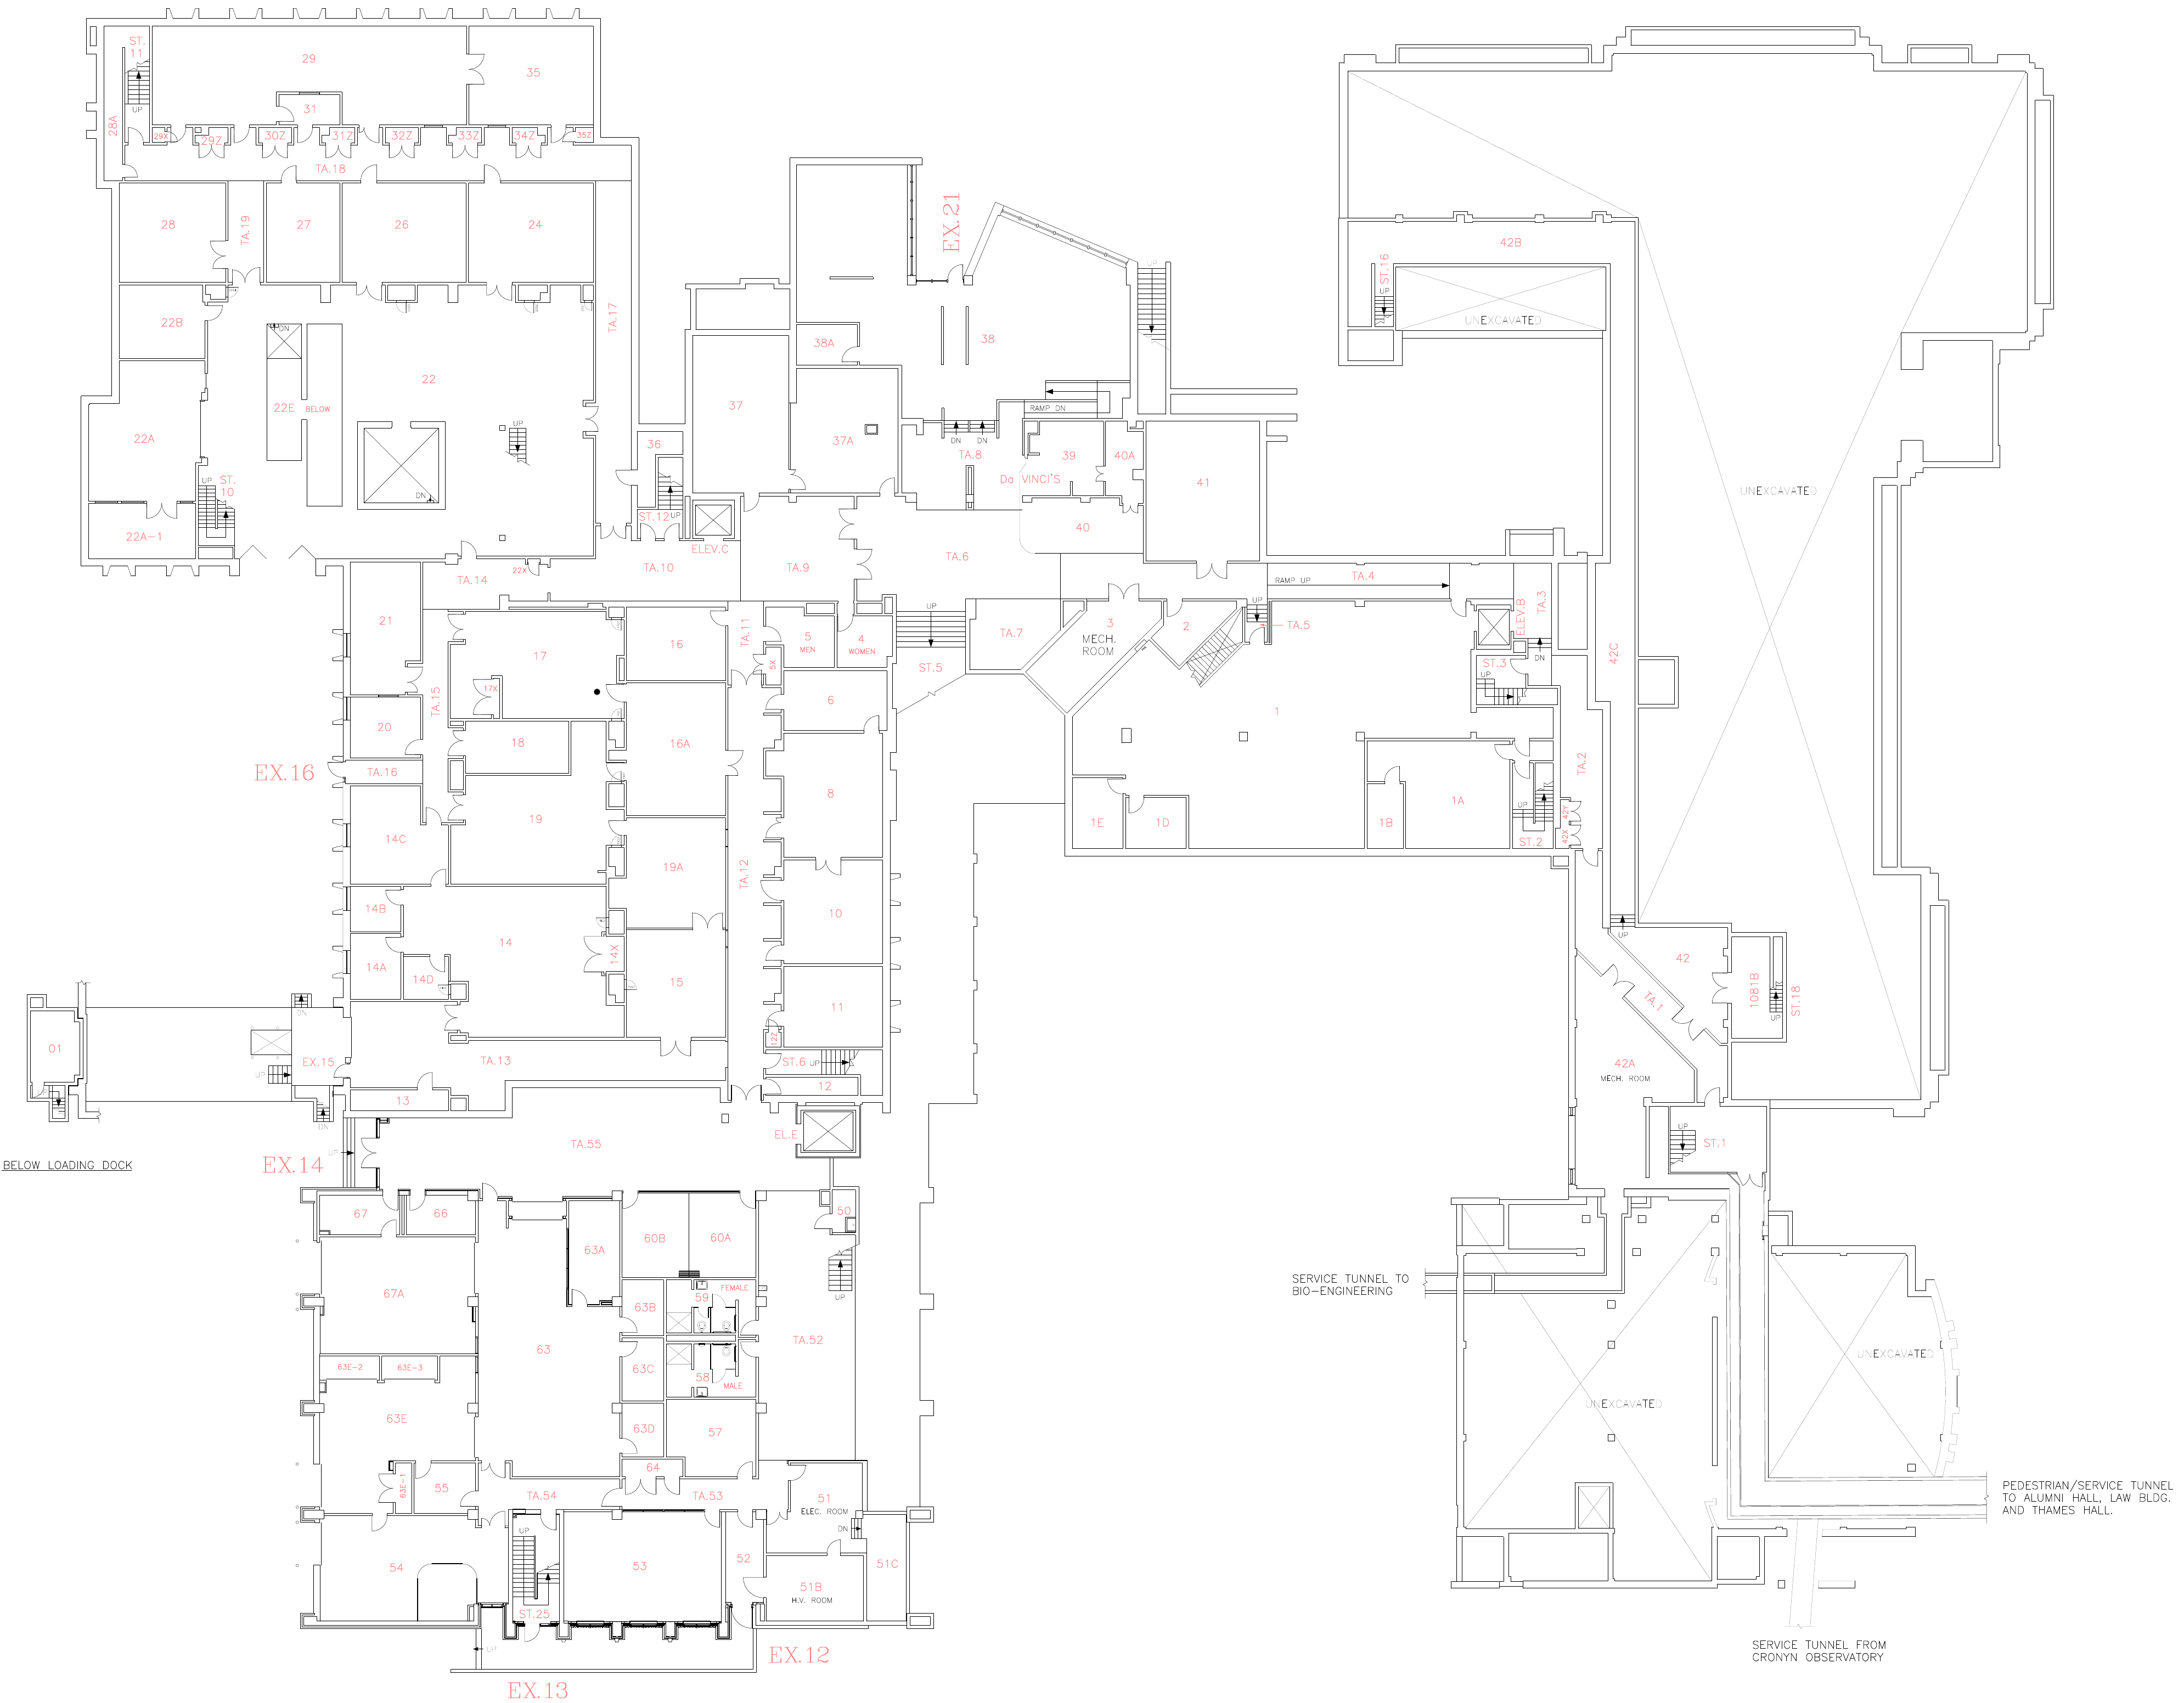 ST.
11
29
35
31
UP
28A
29X
29Z
30Z
31Z
32Z
33Z
34Z
35Z
TA.18
28
TA.19
27
26
24
EX.21
42B
ST.16
UP
UNEXCAVATED
UP
22B
DN
TA.17
38
38A
22
22E
BELOW
37
RAMP DN
UP
22A
37A
36
DN
DN
TA.8
39
40A
41
Da VINCI'S
UP
ST.
10
DN
UNEXCAVATED
ST.12
UP
22A-1
40
ELEV.C
TA.14
22X
TA.10
TA.9
TA.6
RAMP UP
TA.4
TA.3
ELEV.B
21
17
16
TA.11
5
MEN
4
WOMEN
UP
TA.7
3
MECH.
ROOM
2
UP
TA.5
DN
42C
5X
ST.5
ST.3
UP
17X
TA.15
6
1
20
18
16A
TA.2
EX.16
TA.16
8
19
1E
1D
1B
1A
UP
42Y
42X
ST.2
14C
19A
TA.12
14B
10
14
14X
UP
42
14A
14D
15
11
TA.1
1081B
ST.18
UP
DN
12Z
01
EX.15
UP
TA.13
ST.6
UP
42A
MECH. ROOM
12
UP
13
DN
EL.E
TA.55
UP
ST.1
BELOW LOADING DOCK
EX.14
UP
67
66
50
63A
60B
60A
67A
63B
59
FEMALE
UP
SERVICE TUNNEL TO
BIO-ENGINEERING
63
TA.52
63E-2
63E-3
63C
58
MALE
UNEXCAVATED
UNEXCAVATED
63E
63D
57
64
63E-1
55
TA.54
TA.53
51
ELEC. ROOM
PEDESTRIAN/SERVICE TUNNEL
TO ALUMNI HALL, LAW BLDG.
AND THAMES HALL.
UP
DN
54
53
52
51C
51B
H.V. ROOM
ST.25
UP
EX.12
SERVICE TUNNEL FROM
CRONYN OBSERVATORY
EX.13